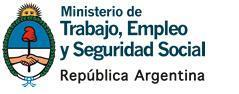 Ministerio de
Trabajo, Empleo
y Seguridad Social
República Argentina